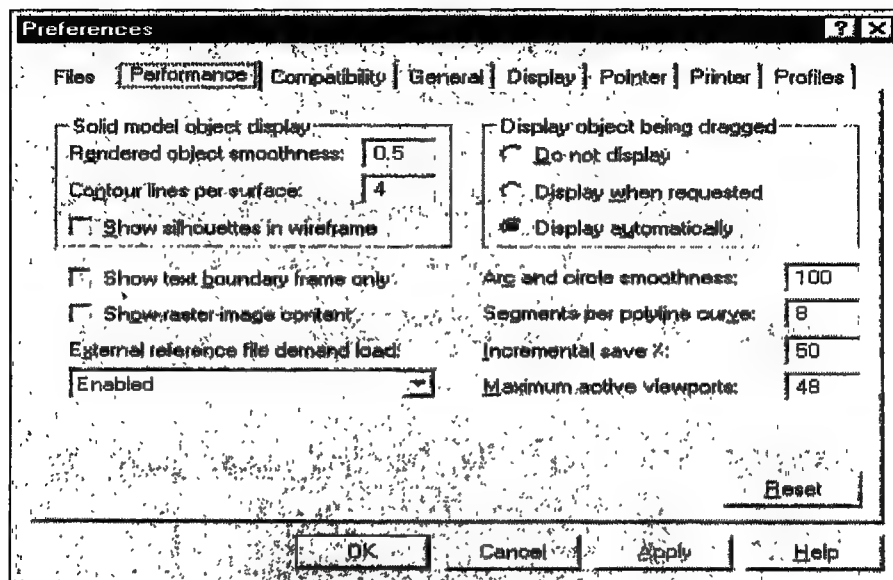 Preferences
Files Performance Compatibility General Display Pointer Printer Profiles
Solid model object display
Rendered object smoothness: 0.5
Contour lines per surface: 4
Show silhouettes in wireframe
Display object being dragged
Do not display
Display when requested
Display automatically
Show text boundary frame only
Show raster image content
External reference file demand load:
Enabled
Arc and circle smoothness: 100
Segments per polyline curve: 8
Incremental save %: 50
Maximum active viewports: 48
Reset
OK Cancel Apply Help